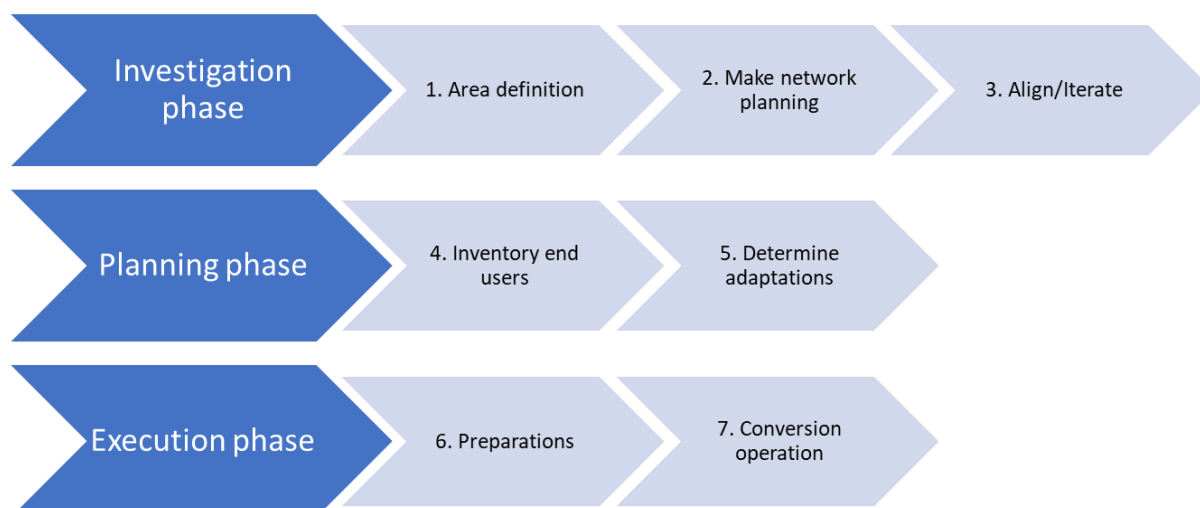 Investigation
phase
1. Area definition
2. Make network
planning
3. Align/Iterate
Planning phase
4. Inventory end
users
5. Determine
adaptations
Execution phase
6. Preparations
7. Conversion
operation